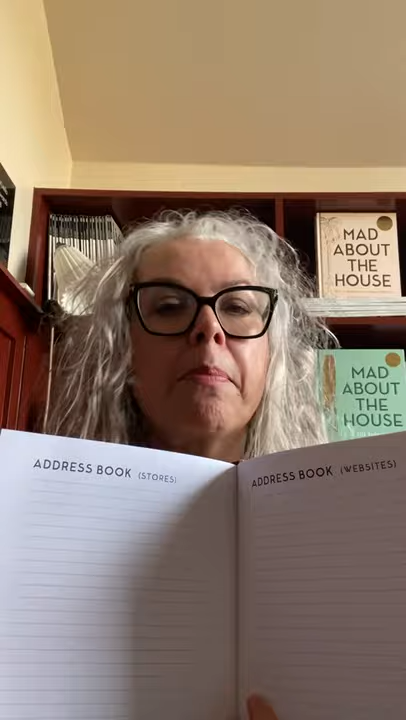 MAD
ABOUT
THE
HOUSE
MAD
ABOUT
THE
HOUSE
ADDRESS BOOK (STORES)
ADDRESS BOOK (WEBSITES)